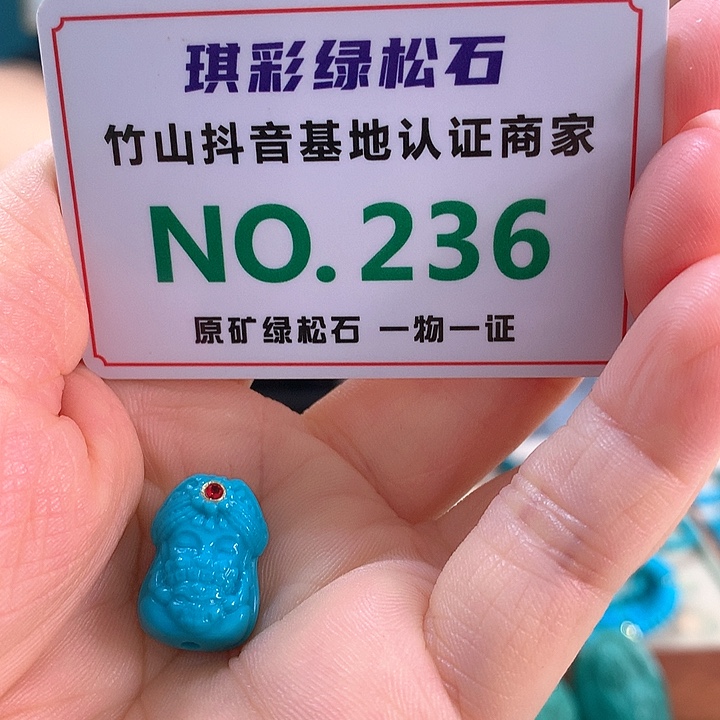 琪彩绿松石
竹山抖音基地认证商家
NO.236
原矿绿松石 一物一证